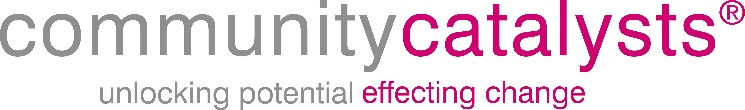 communitycatalysts®
unlocking potential effecting change